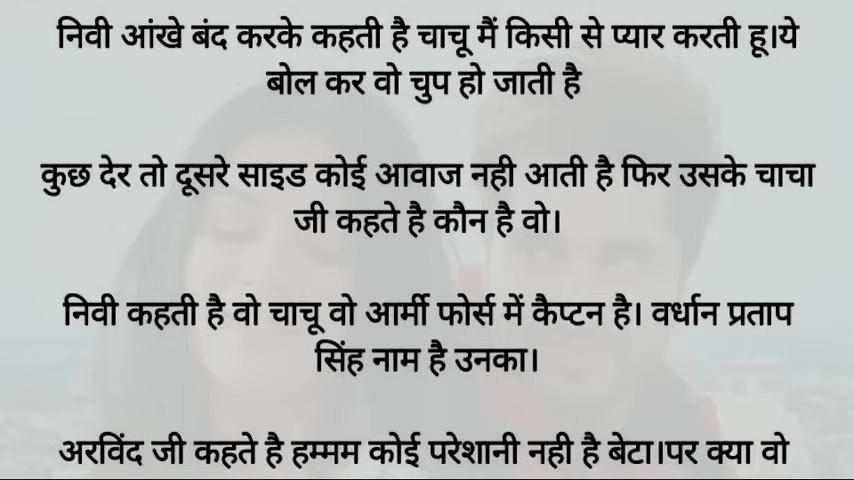 निवी आंखे बंद करके कहती है चाचू मैं किसी से प्यार करती हू।ये
बोल कर वो चुप हो जाती है
कुछ देर तो दूसरे साइड कोई आवाज नही आती है फिर उसके चाचा
जी कहते है कौन है वो।
निवी कहती है वो चाचू वो आर्मी फोर्स में कैप्टन है। वर्धान प्रताप
सिंह नाम है उनका।
अरविंद जी कहते है हम्मम कोई परेशानी नही है बेटा।पर क्या वो